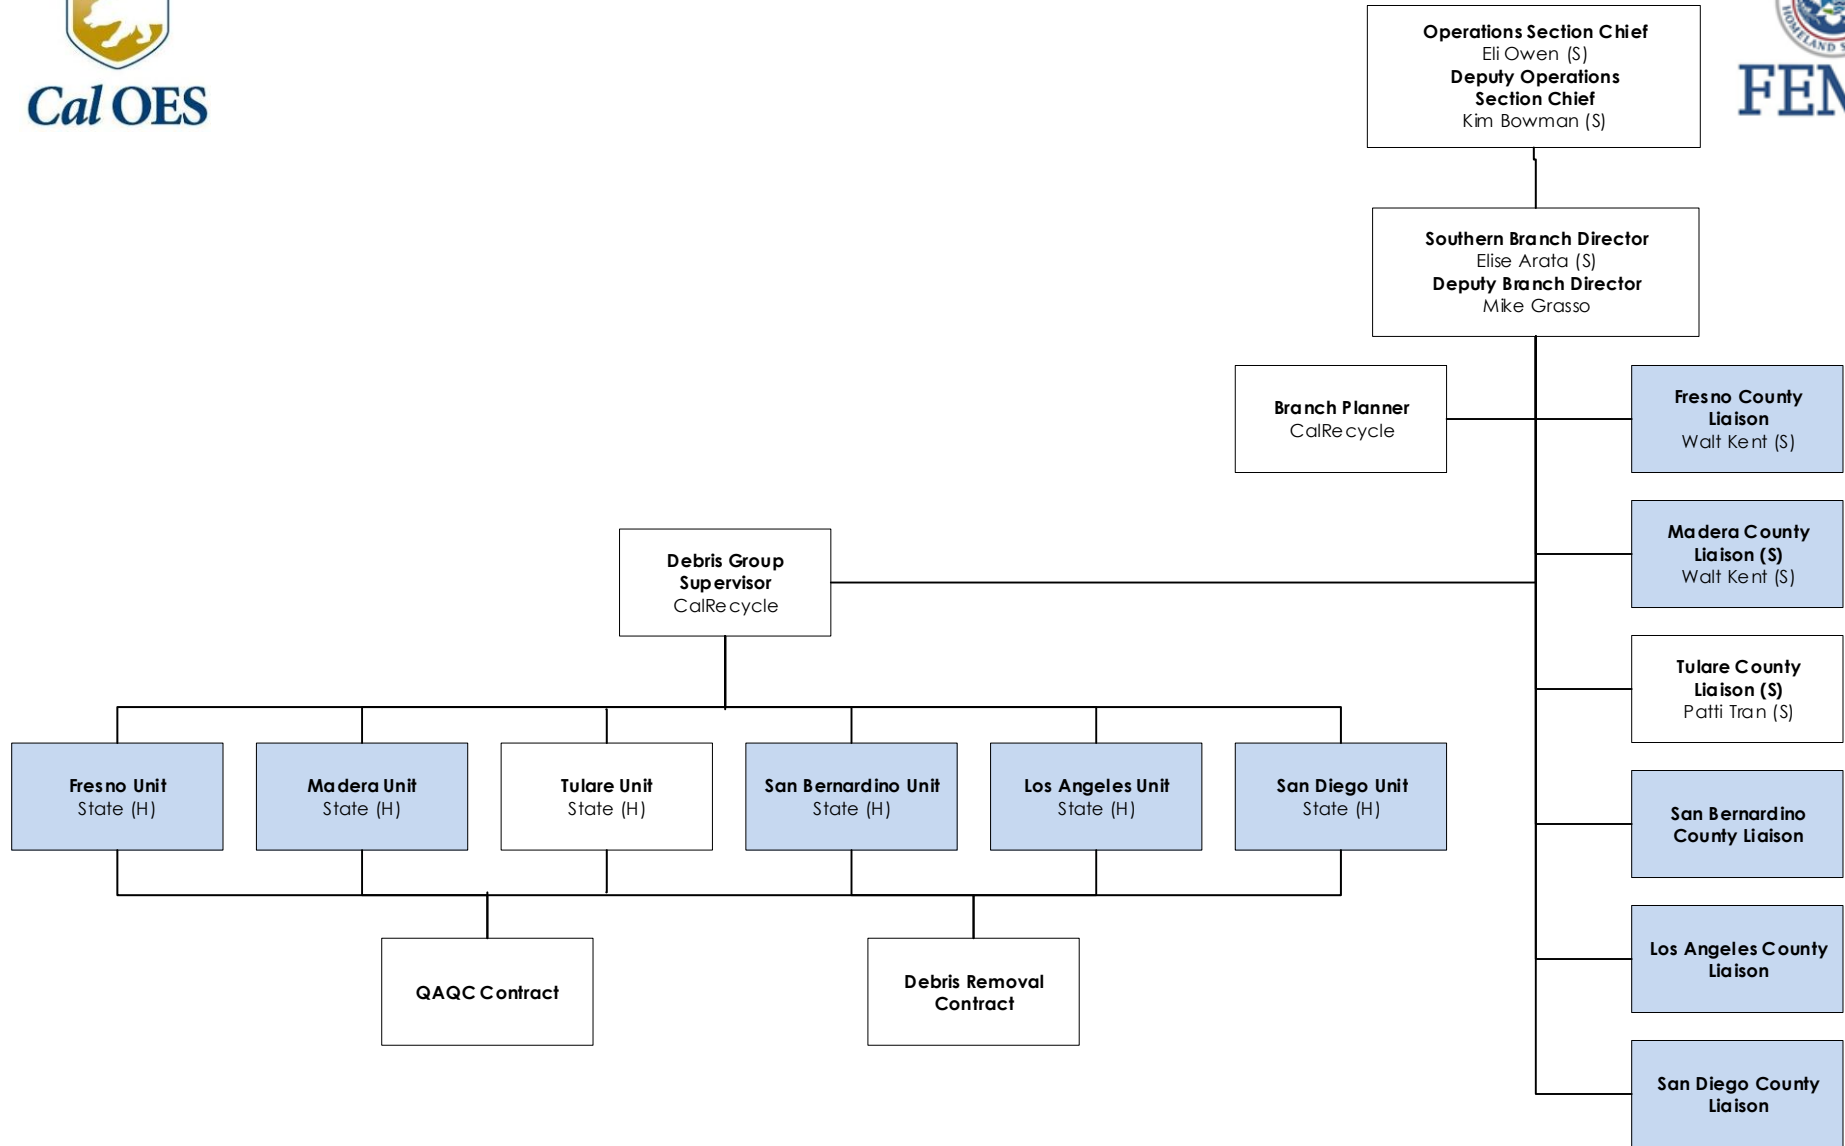 Cal OES
Operations Section Chief
Eli Owen (S)
Deputy Operations
Section Chief
Kim Bowman (S)
Southern Branch Director
Elise Arata (S)
Deputy Branch Director
Mike Grasso
Branch Planner
CalRecycle
Fresno County
Liaison
Walt Kent (S)
Madera County
Liaison (S)
Walt Kent (S)
Debris Group
Supervisor
CalRecycle
Tulare County
Liaison (S)
Patti Tran (S)
Fresno Unit
State (H)
Madera Unit
State (H)
Tulare Unit
State (H)
San Bernardino Unit
State (H)
Los Angeles Unit
State (H)
San Diego Unit
State (H)
San Bernardino
County Liaison
QAQC Contract
Debris Removal
Contract
Los Angeles County
Liaison
San Diego County
Liaison